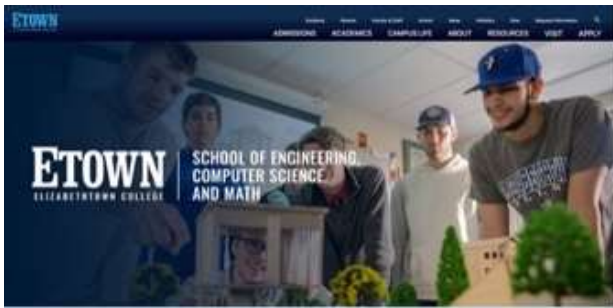 ETOWN
ADMISSIONS ACADEMICS CAMPUS LIFE ABOUT RESOURCES VISIT APPLY
ETOWN
ELIZABETHTOWN COLLEGE
SCHOOL OF ENGINEERING,
COMPUTER SCIENCE,
AND MATH